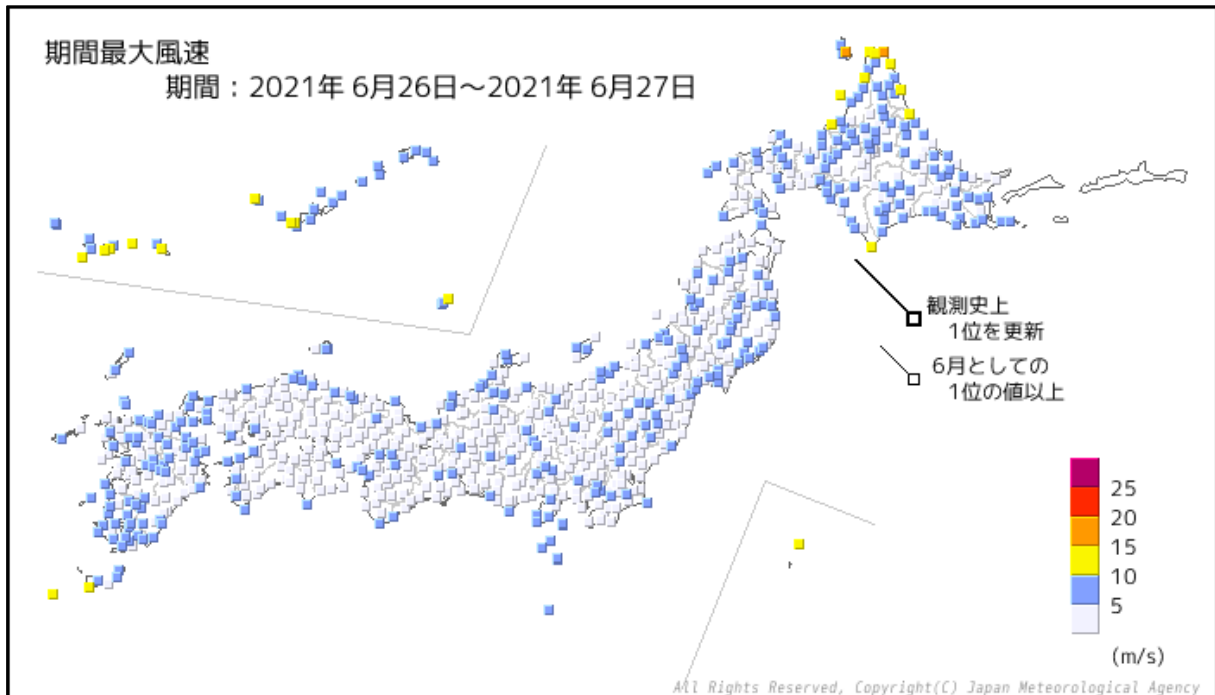 期間最大風速
期間：2021年 6月26日～2021年 6月27日
観測史上
1位を更新
6月としての
1位の値以上
25
20
15
10
5
(m/s)
All Rights Reserved, Copyright(C) Japan Meteorological Agency